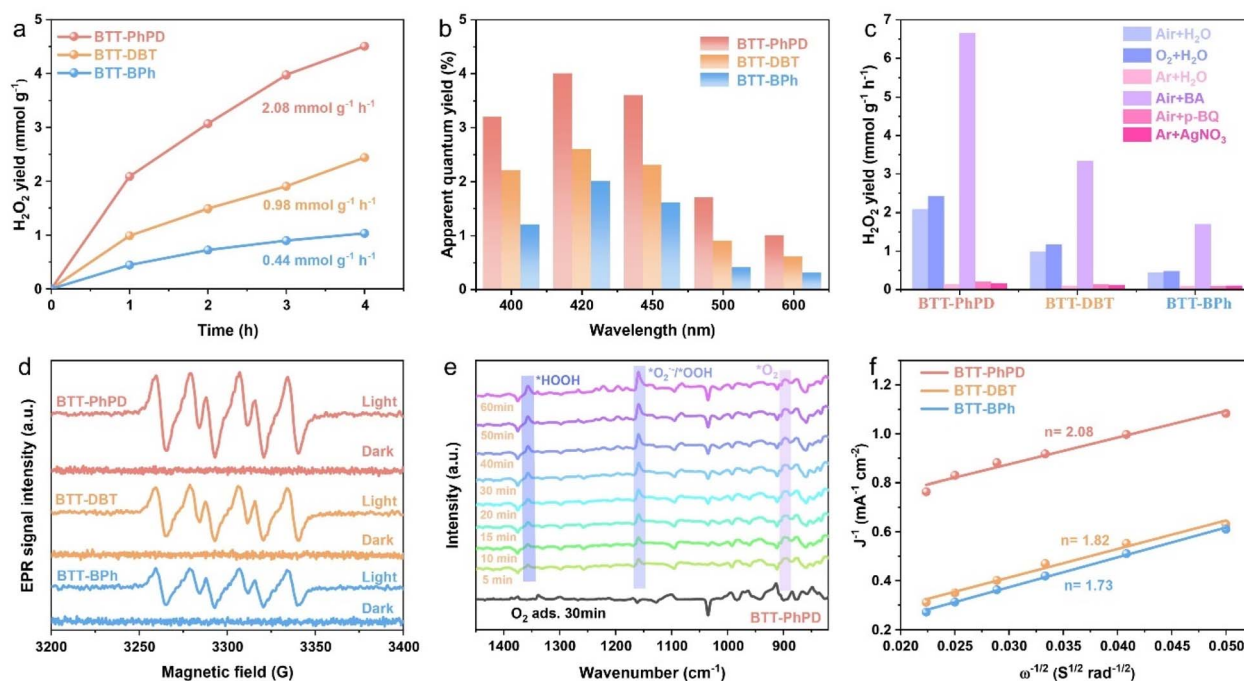 a
H₂O₂ yield (mmol g⁻¹)
5
4
3
2
1
0
BTT-PhPD
BTT-DBT
BTT-BPh
2.08 mmol g⁻¹ h⁻¹
0.98 mmol g⁻¹ h⁻¹
0.44 mmol g⁻¹ h⁻¹
0 1 2 3 4
Time (h)
b
Apparent quantum yield (%)
5
4
3
2
1
0
BTT-PhPD
BTT-DBT
BTT-BPh
400 420 450 500 600
Wavelength (nm)
c
H₂O₂ yield (mmol g⁻¹ h⁻¹)
7
6
5
4
3
2
1
0
Air+H₂O
O₂+H₂O
Ar+H₂O
Air+BA
Air+p-BQ
Ar+AgNO₃
BTT-PhPD BTT-DBT BTT-BPh
d
EPR signal intensity (a.u.)
BTT-PhPD Light
Dark
BTT-DBT Light
Dark
BTT-BPh Light
Dark
3200 3250 3300 3350 3400
Magnetic field (G)
e
Intensity (a.u.)
*HOOH *O₂⁻/*OOH *O₂
60min
50min
40min
30 min
20 min
15 min
10 min
5 min
O₂ ads. 30min
BTT-PhPD
1400 1300 1200 1100 1000 900
Wavenumber (cm⁻¹)
f
J⁻¹ (mA⁻¹ cm⁻²)
1.2
1.0
0.8
0.6
0.4
0.2
BTT-PhPD
BTT-DBT
BTT-BPh
n= 2.08
n= 1.82
n= 1.73
0.020 0.025 0.030 0.035 0.040 0.045 0.050
ω⁻¹/² (S¹/² rad⁻¹/²)